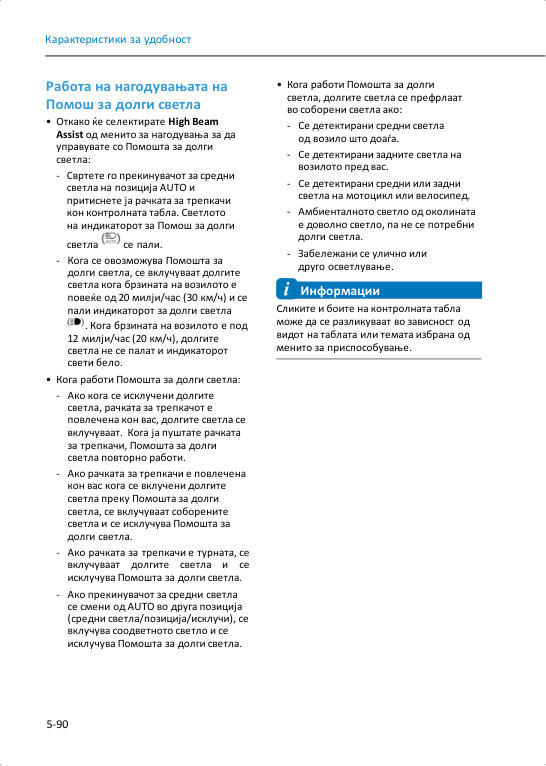 Карактеристики за удобност
Работа на нагодувањата на
Помош за долги светла
• Откако ќе селектирате High Beam
Assist од менито за нагодувања за да
управувате со Помошта за долги
светла:
- Свртете го прекинувачот за средни
светла на позиција AUTO и
притиснете ја рачката за трепкачи
кон контролната табла. Светлото
на индикаторот за Помош за долги
светла (AUTO) се пали.
- Кога се овозможува Помошта за
долги светла, се вклучуваат долгите
светла кога брзината на возилото е
повеќе од 20 милји/час (30 км/ч) и се
пали индикаторот за долги светла
. Кога брзината на возилото е под
12 милји/час (20 км/ч), долгите
светла не се палат и индикаторот
свети бело.
• Кога работи Помошта за долги светла:
- Ако кога се исклучени долгите
светла, рачката за трепкачот е
повлечена кон вас, долгите светла се
вклучуваат. Кога ја пуштате рачката
за трепкачи, Помошта за долги
светла повторно работи.
- Ако рачката за трепкачи е повлечена
кон вас кога се вклучени долгите
светла преку Помошта за долги
светла, се вклучуваат соборените
светла и се исклучува Помошта за
долги светла.
- Ако рачката за трепкачи е турната, се
вклучуваат долгите светла и се
исклучува Помошта за долги светла.
- Ако прекинувачот за средни светла
се смени од AUTO во друга позиција
(средни светла/позиција/исклучи), се
вклучува соодветното светло и се
исклучува Помошта за долги светла.
• Кога работи Помошта за долги
светла, долгите светла се префрлаат
во соборени светла ако:
- Се детектирани средни светла
од возило што доаѓа.
- Се детектирани задните светла на
возилото пред вас.
- Се детектирани средни или задни
светла на мотоцикл или велосипед.
- Амбиенталното светло од околината
е доволно светло, па не се потребни
долги светла.
- Забележани се улично или
друго осветлување.
i Информации
Сликите и боите на контролната табла
може да се разликуваат во зависност од
видот на таблата или темата избрана од
менито за приспособување.
5-90